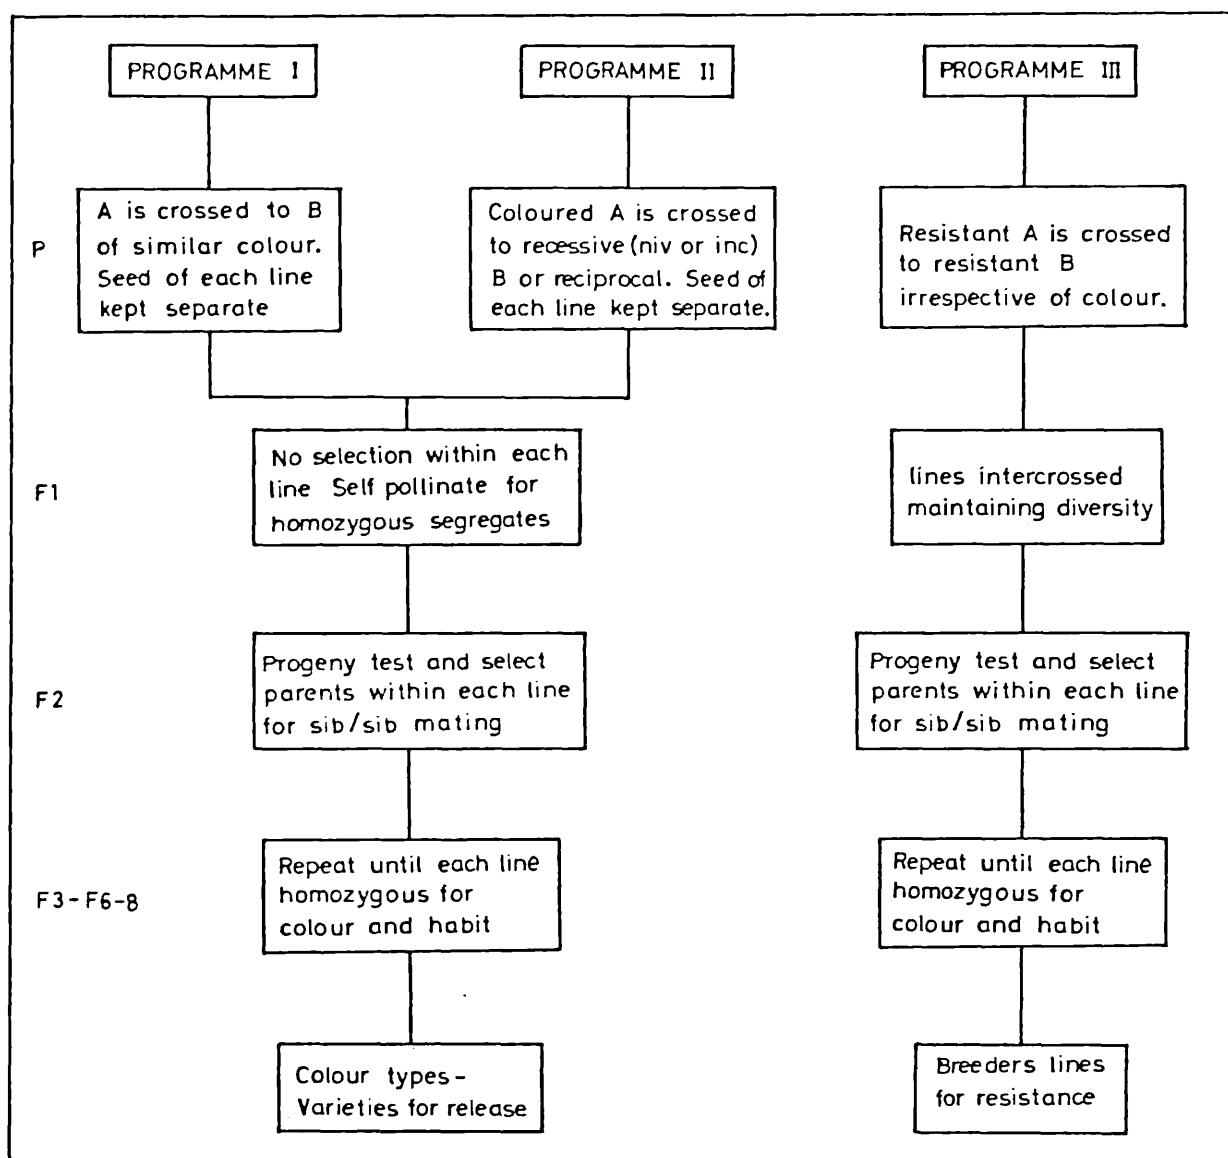 PROGRAMME I
PROGRAMME II
PROGRAMME III
P
A is crossed to B
of similar colour.
Seed of each line
kept separate
Coloured A is crossed
to recessive (niv or inc)
B or reciprocal. Seed of
each line kept separate.
Resistant A is crossed
to resistant B
irrespective of colour.
F1
No selection within each
line Self pollinate for
homozygous segregates
lines intercrossed
maintaining diversity
F2
Progeny test and select
parents within each line
for sib/sib mating
Progeny test and select
parents within each line
for sib/sib mating
F3-F6-8
Repeat until each line
homozygous for
colour and habit
Repeat until each line
homozygous for
colour and habit
Colour types-
Varieties for release
Breeders lines
for resistance